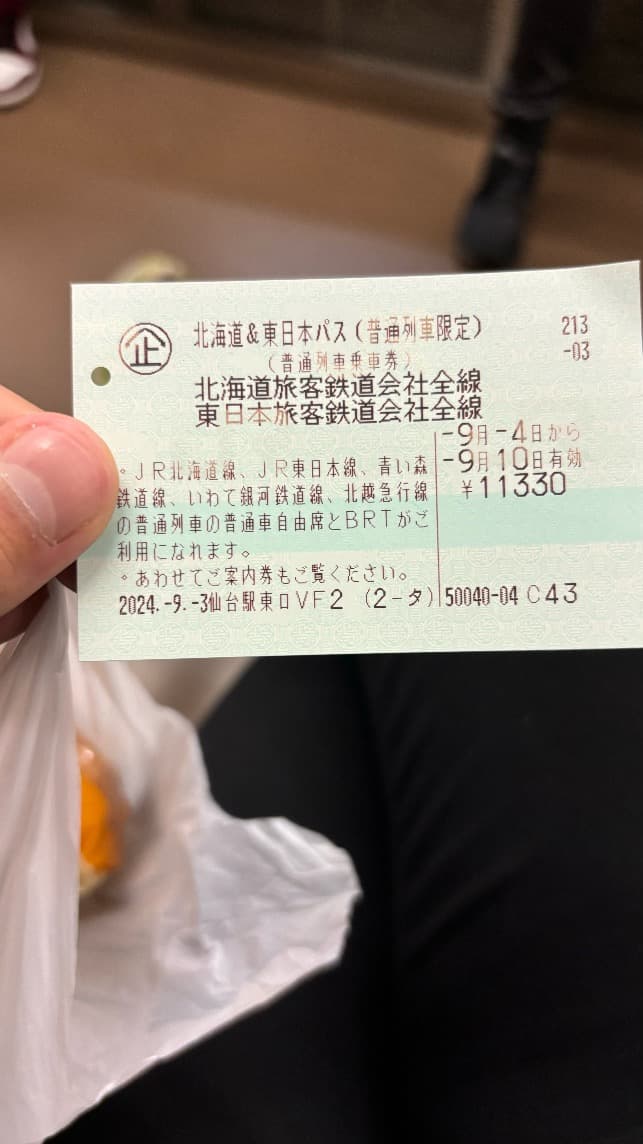 企 北海道&東日本パス(普通列車限定) 213
(普通列車乗車券) -03
北海道旅客鉄道会社全線
東日本旅客鉄道会社全線
-9月-4日から
-9月10日有効
¥11330
。JR北海道線、JR東日本線、青い森
鉄道線、いわて銀河鉄道線、北越急行線
の普通列車の普通車自由席とBRTがご
利用になれます。
。あわせてご案内券もご覧ください。
2024.-9.-3仙台駅東口VF2 (2-タ) 50040-04 C43